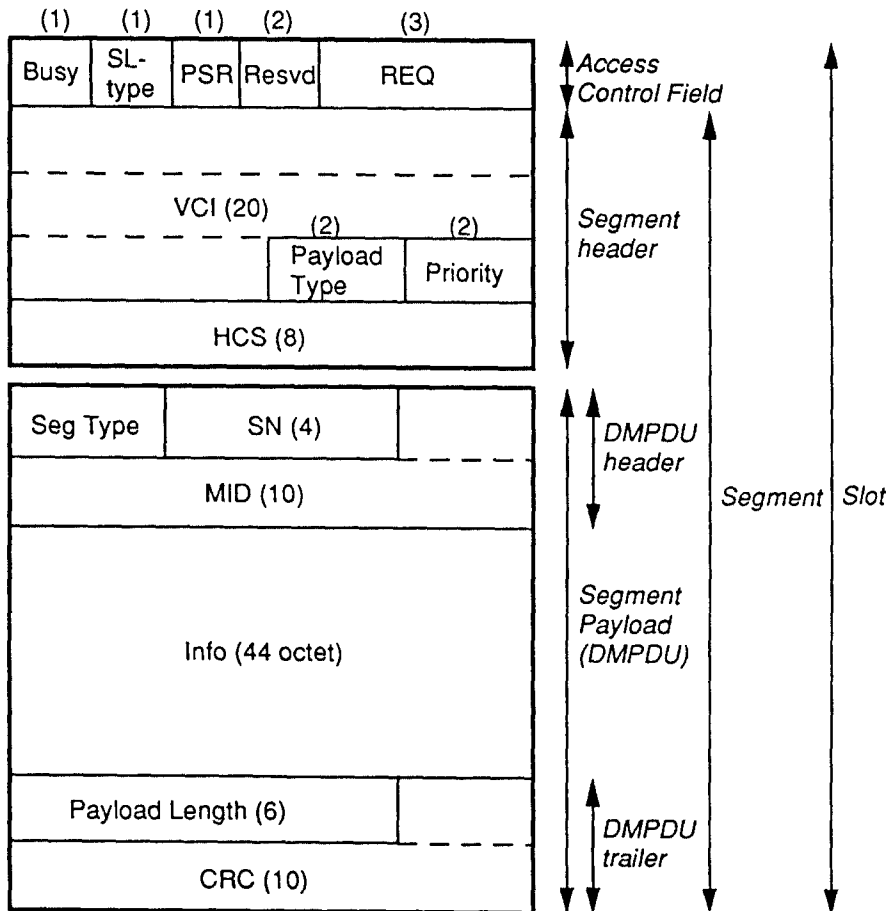 (1) (1) (1) (2) (3)
Busy SL- PSR Resvd REQ
type
Access
Control Field
VCI (20)
(2) (2)
Payload Priority
Type
Segment
header
HCS (8)
Seg Type SN (4)
DMPDU
header
MID (10)
Segment Slot
Info (44 octet)
Segment
Payload
(DMPDU)
Payload Length (6)
DMPDU
trailer
CRC (10)